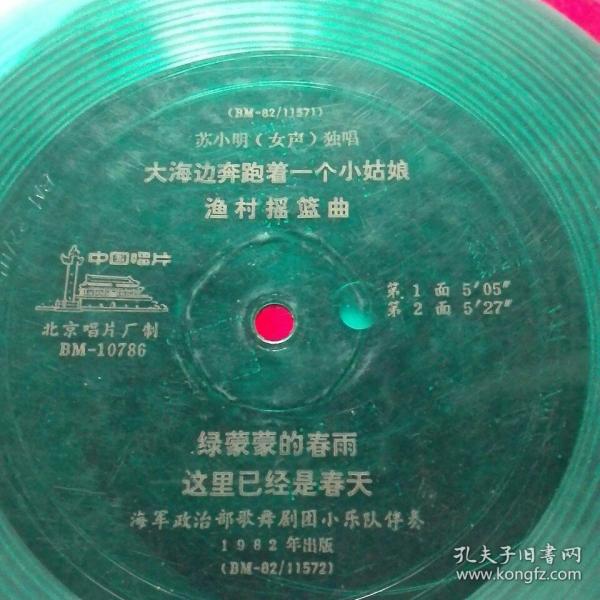 (BM-82/11571)
苏小明(女声)独唱
大海边奔跑着一个小姑娘
渔村摇篮曲
中国唱片
北京唱片厂制
BM-10786
第1面 5′05″
第2面 5′27″
绿蒙蒙的春雨
这里已经是春天
海军政治部歌舞剧团小乐队伴奏
1982年出版
(BM-82/11572)
孔夫子旧书网
www.kongfz.com